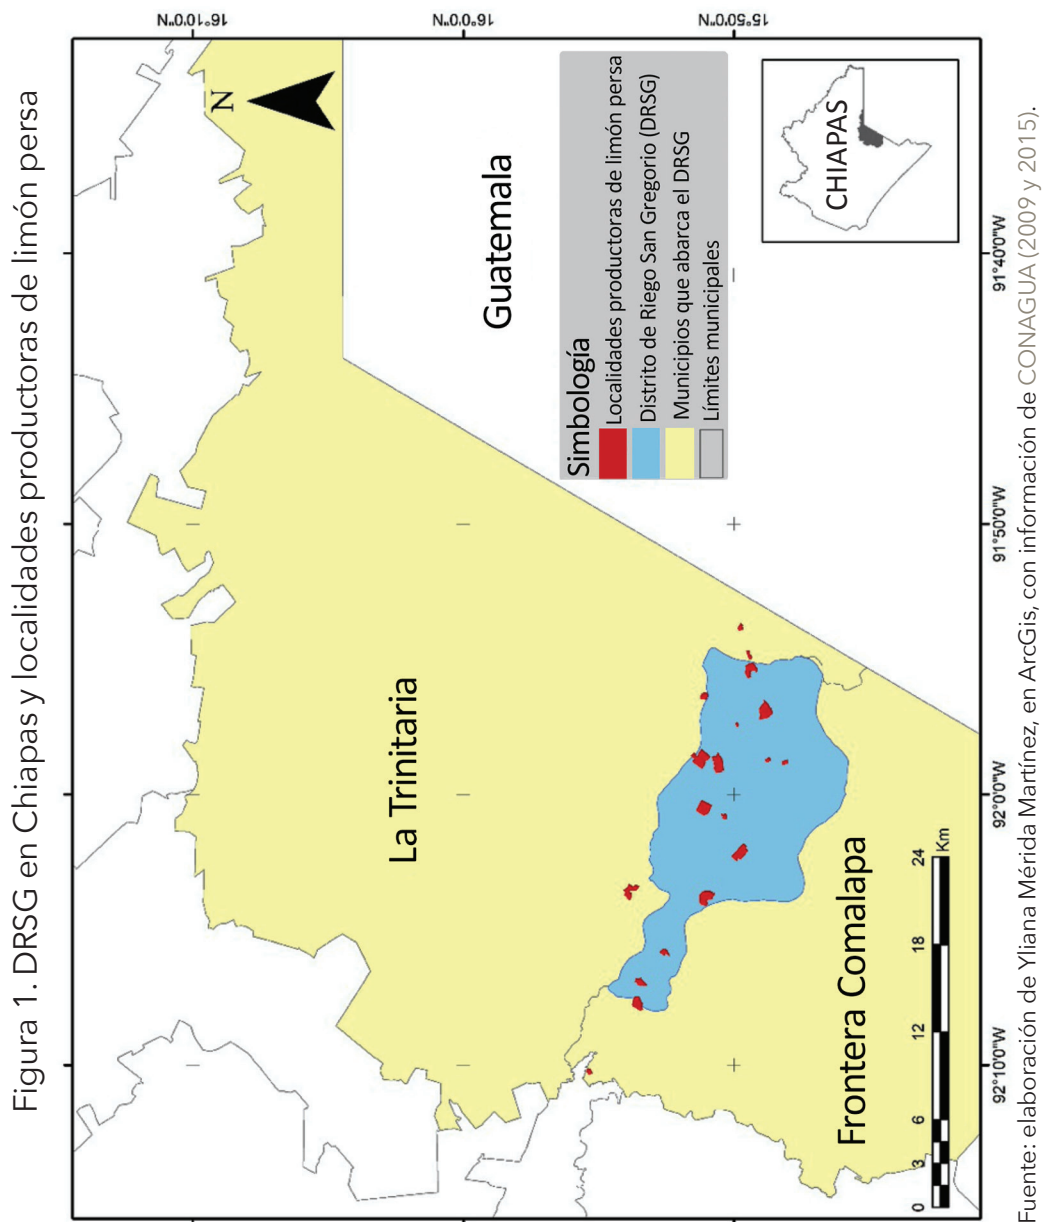 Figura 1. DRSG en Chiapas y localidades productoras de limón persa
16°10'0"N
16°0'0"N
15°50'0"N
N
La Trinitaria
Guatemala
Frontera Comalapa
Simbología
Localidades productoras de limón persa
Distrito de Riego San Gregorio (DRSG)
Municipios que abarca el DRSG
Límites municipales
CHIAPAS
0 3 6 12 18 24
Km
92°10'0"W
92°0'0"W
91°50'0"W
91°40'0"W
Fuente: elaboración de Yliana Mérida Martínez, en ArcGis, con información de CONAGUA (2009 y 2015).